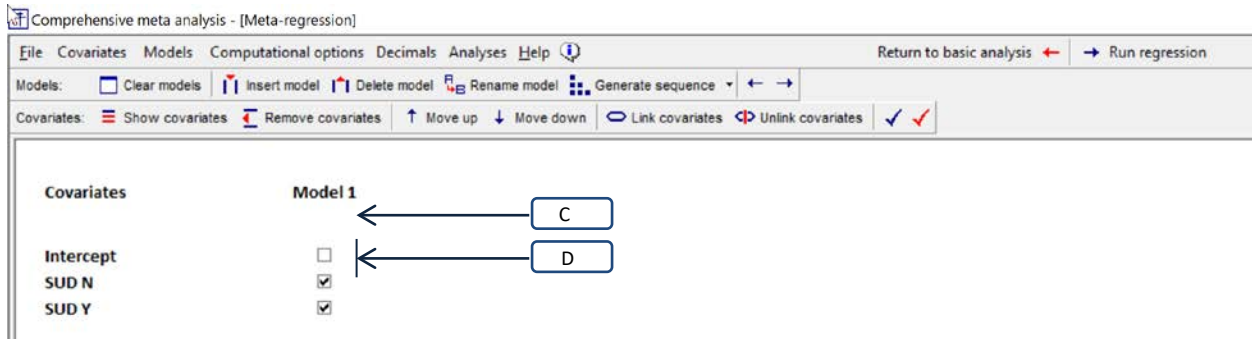 Comprehensive meta analysis - [Meta-regression]
File Covariates Models Computational options Decimals Analyses Help Return to basic analysis Run regression
Models: Clear models Insert model Delete model Rename model Generate sequence
Covariates: Show covariates Remove covariates Move up Move down Link covariates Unlink covariates
Covariates Model 1
C
Intercept D
SUD N
SUD Y